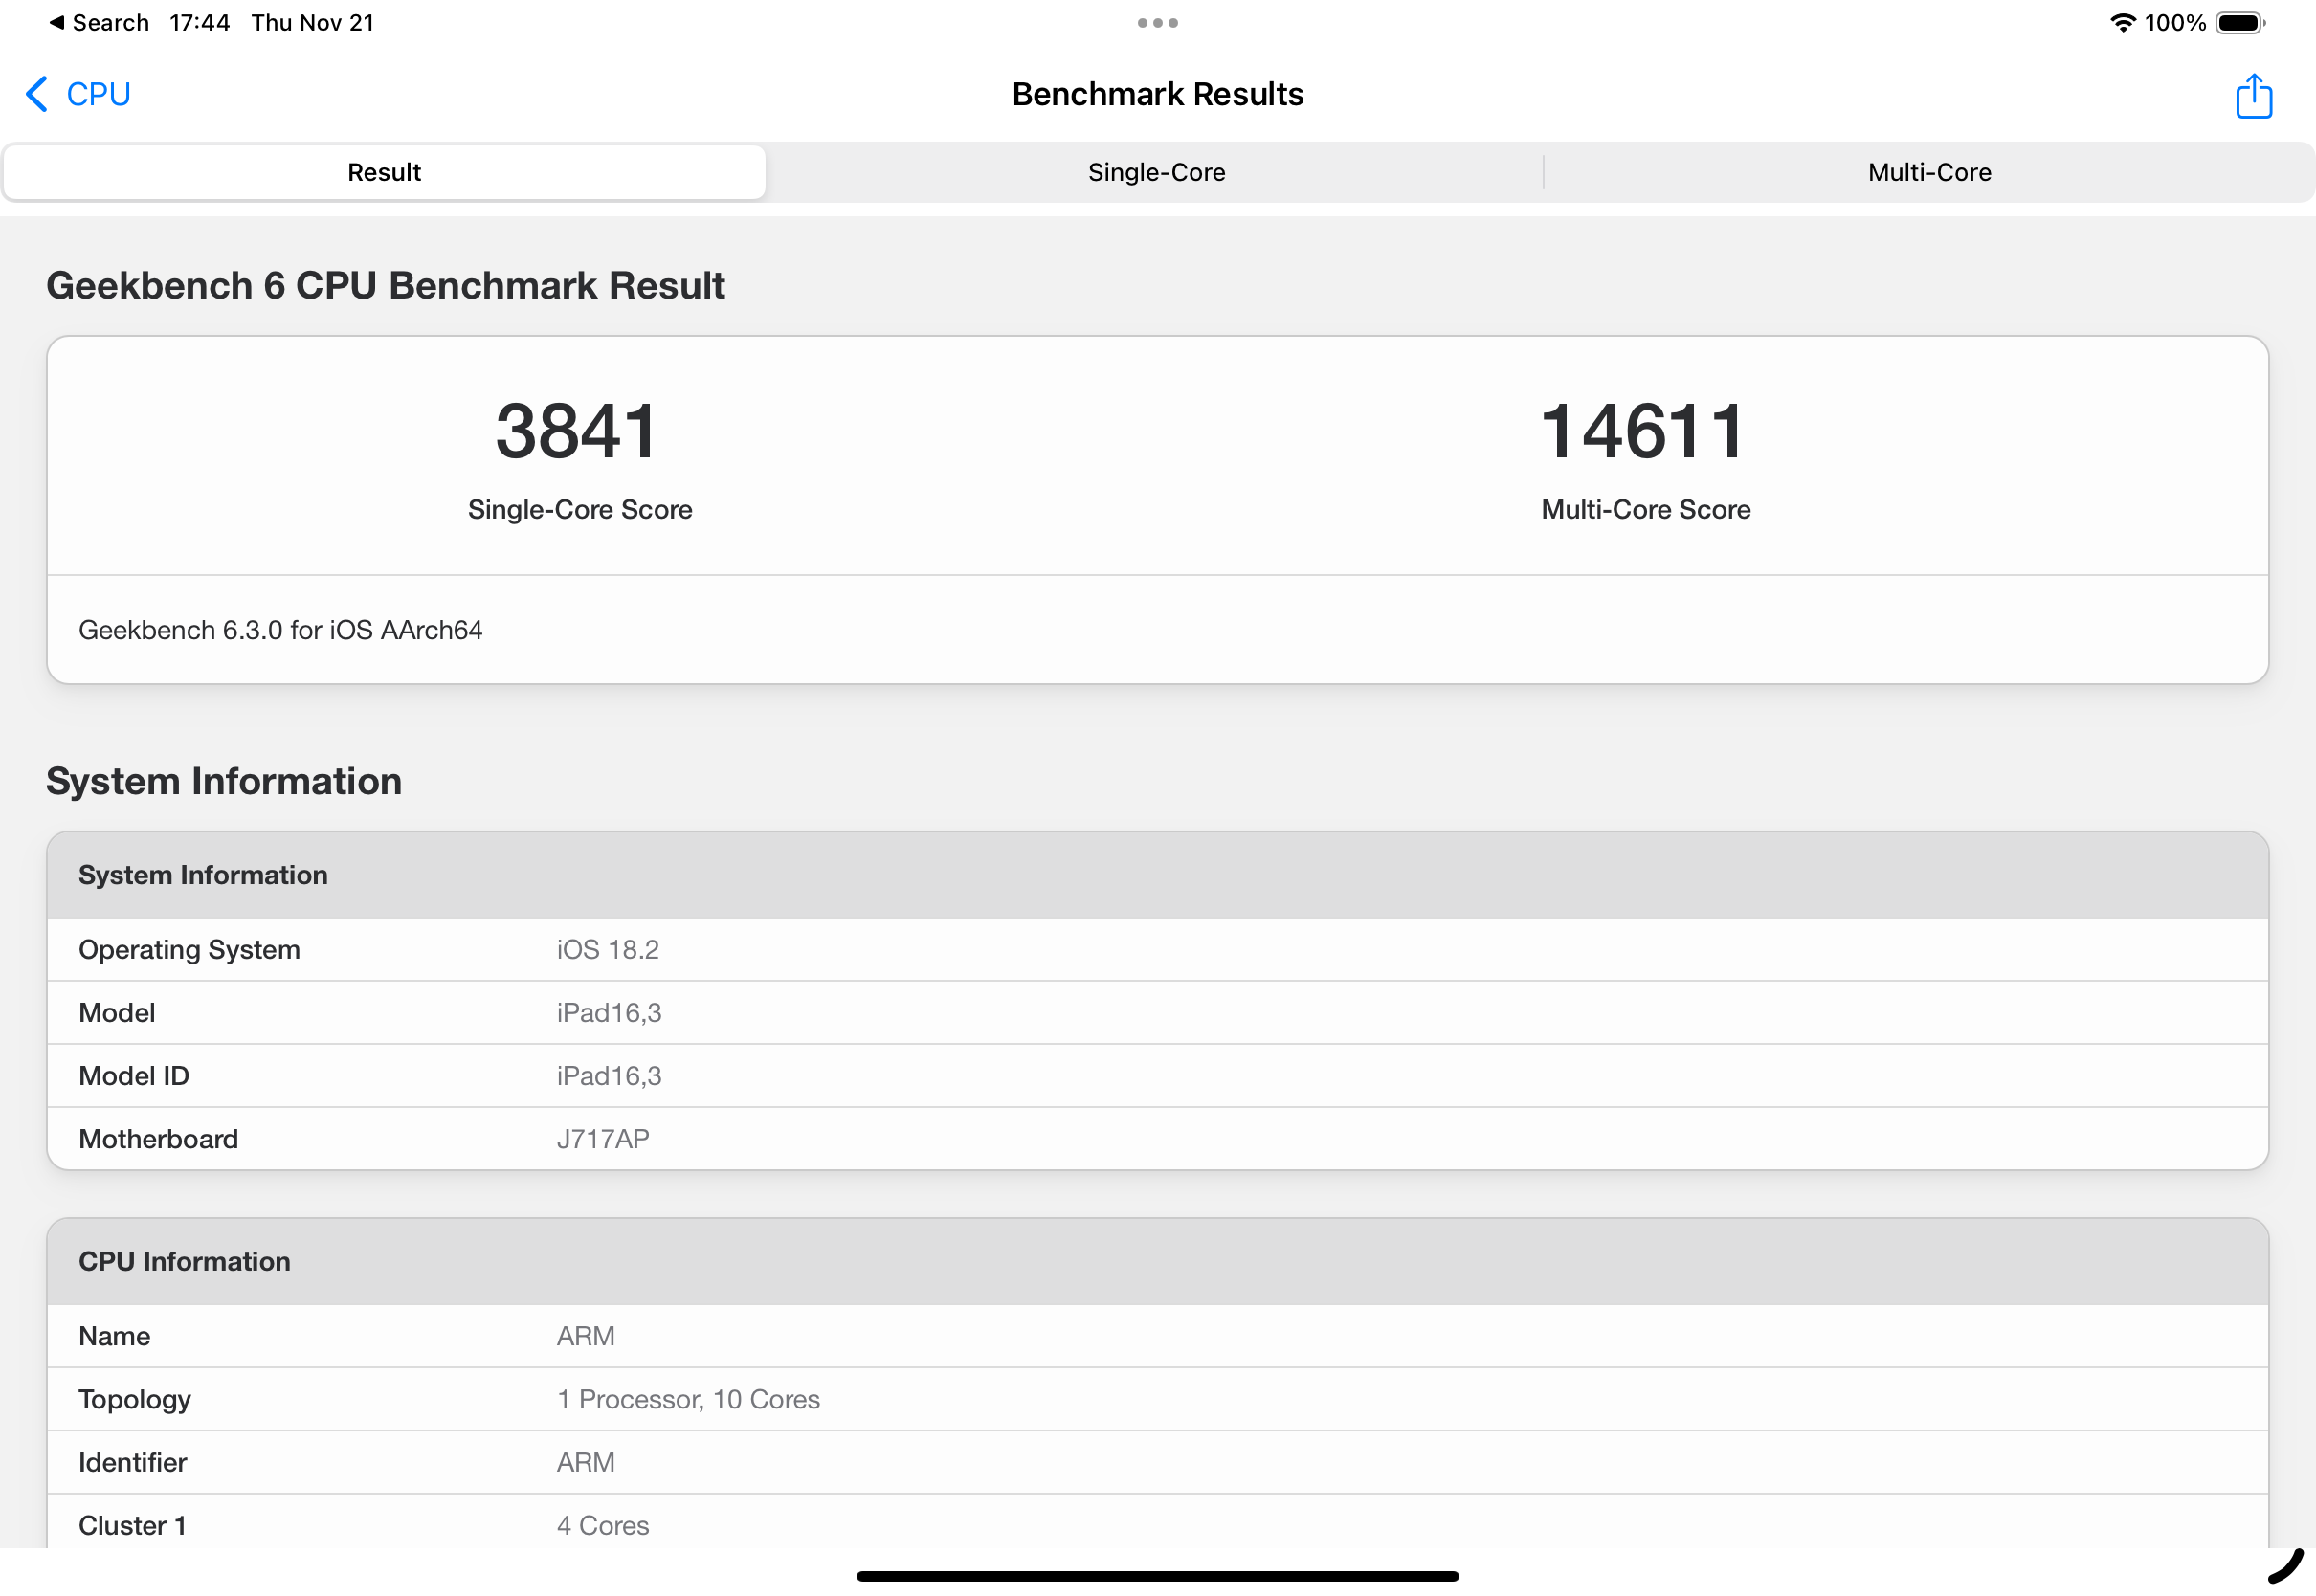 ◀ Search 17:44 Thu Nov 21 100%
CPU Benchmark Results
Result Single-Core Multi-Core
Geekbench 6 CPU Benchmark Result
3841 14611
Single-Core Score Multi-Core Score
Geekbench 6.3.0 for iOS AArch64
System Information
System Information
Operating System iOS 18.2
Model iPad16,3
Model ID iPad16,3
Motherboard J717AP
CPU Information
Name ARM
Topology 1 Processor, 10 Cores
Identifier ARM
Cluster 1 4 Cores